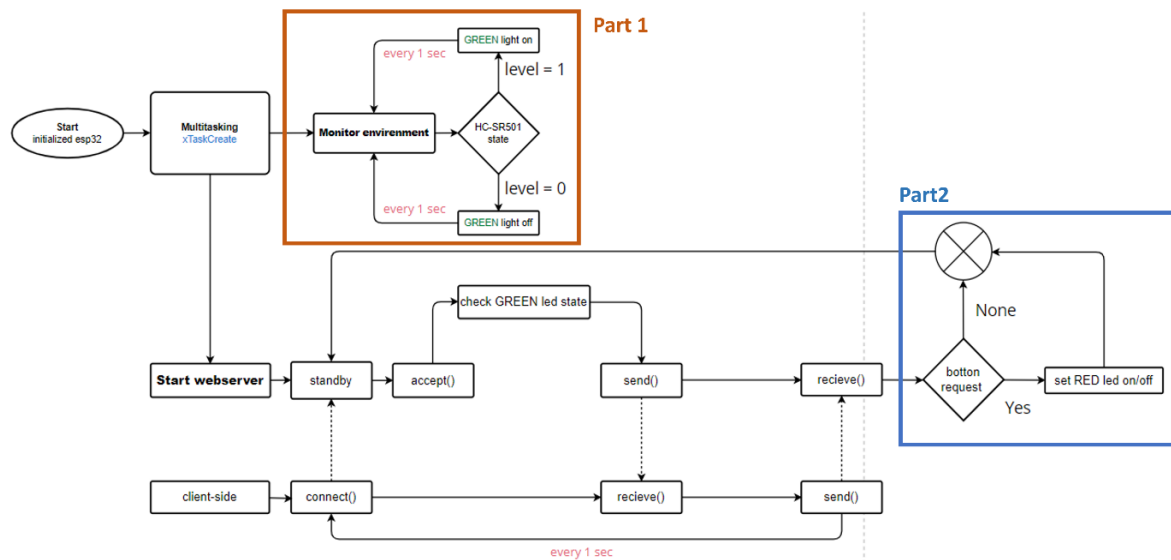 Part 1
GREEN light on
every 1 sec
level = 1
Start
initialized esp32
Multitasking
xTaskCreate
Monitor envirenment
HC-SR501
state
level = 0
every 1 sec
GREEN light off
Part2
check GREEN led state
None
Start webserver
standby
accept()
send()
recieve()
botton
request
set RED led on/off
Yes
client-side
connect()
recieve()
send()
every 1 sec